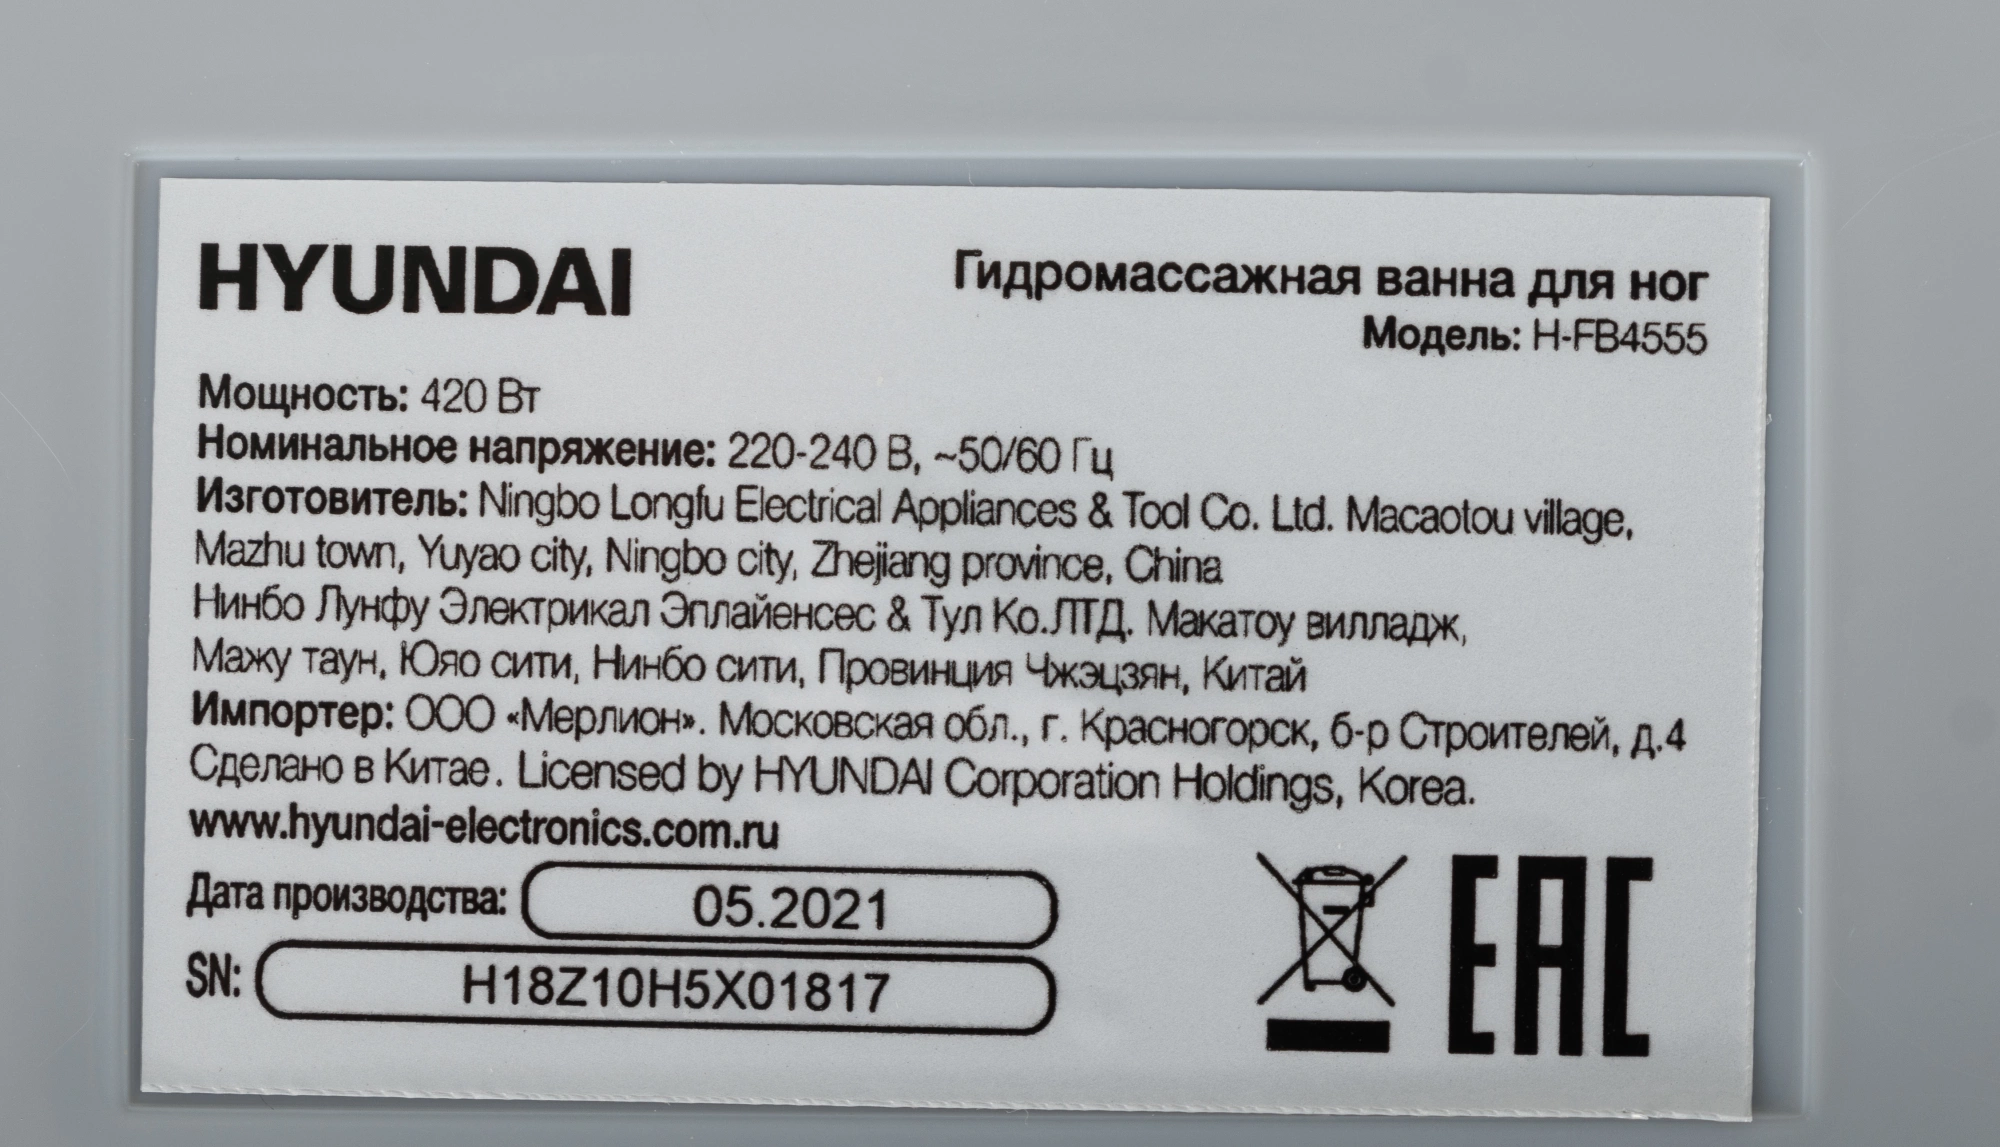 HYUNDAI
Гидромассажная ванна для ног
Модель: H-FB4555
Мощность: 420 Вт
Номинальное напряжение: 220-240 В, ~50/60 Гц
Изготовитель: Ningbo Longfu Electrical Appliances & Tool Co. Ltd. Macaotou village,
Mazhu town, Yuyao city, Ningbo city, Zhejiang province, China
Нинбо Лунфу Электрикал Эплайенсес & Тул Ко.ЛТД. Макатоу вилладж,
Мажу таун, Юяо сити, Нинбо сити, Провинция Чжэцзян, Китай
Импортер: ООО «Мерлион». Московская обл., г. Красногорск, б-р Строителей, д.4
Сделано в Китае. Licensed by HYUNDAI Corporation Holdings, Korea.
www.hyundai-electronics.com.ru
Дата производства: 05.2021
SN: H18Z10H5X01817
EAC